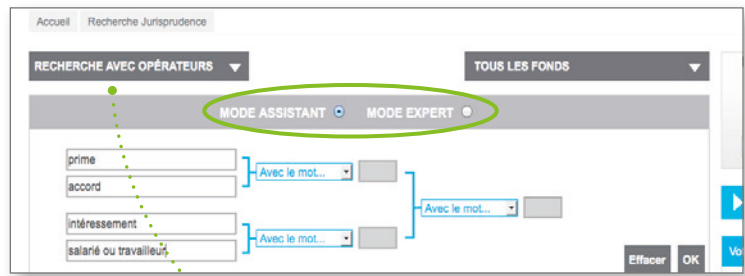 Accueil Recherche Jurisprudence
RECHERCHE AVEC OPÉRATEURS TOUS LES FONDS
MODE ASSISTANT MODE EXPERT
prime
Avec le mot...
accord
Avec le mot...
intéressement
Avec le mot...
salarié ou travailleur
Effacer OK
Vo